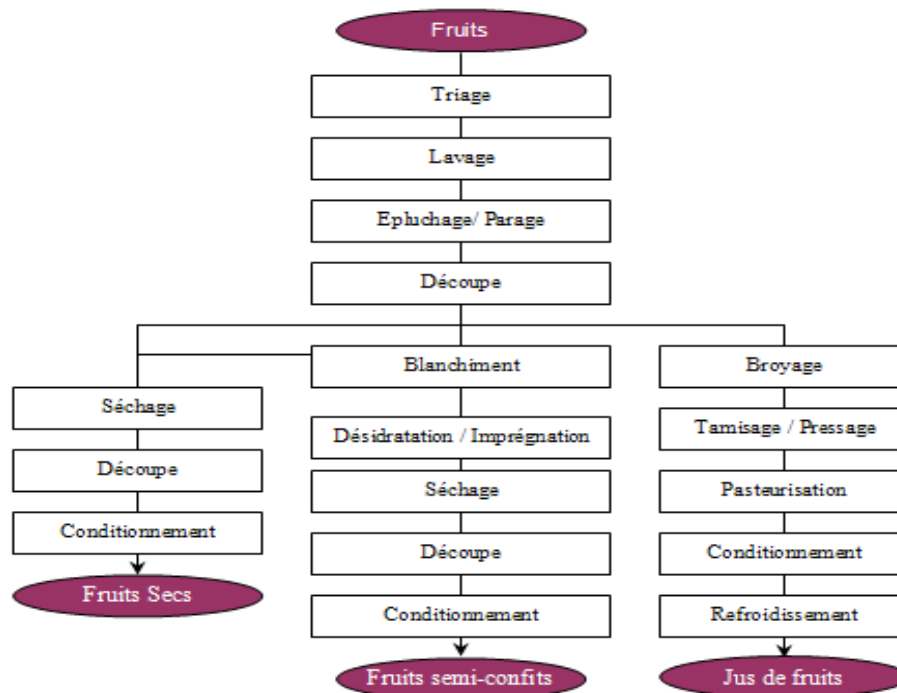 Fruits
Triage
Lavage
Epluchage/ Parage
Découpe
Blanchiment
Broyage
Séchage
Désidratation / Imprégnation
Tamisage / Pressage
Découpe
Séchage
Pasteurisation
Conditionnement
Découpe
Conditionnement
Fruits Secs
Conditionnement
Refroidissement
Fruits semi-confits
Jus de fruits